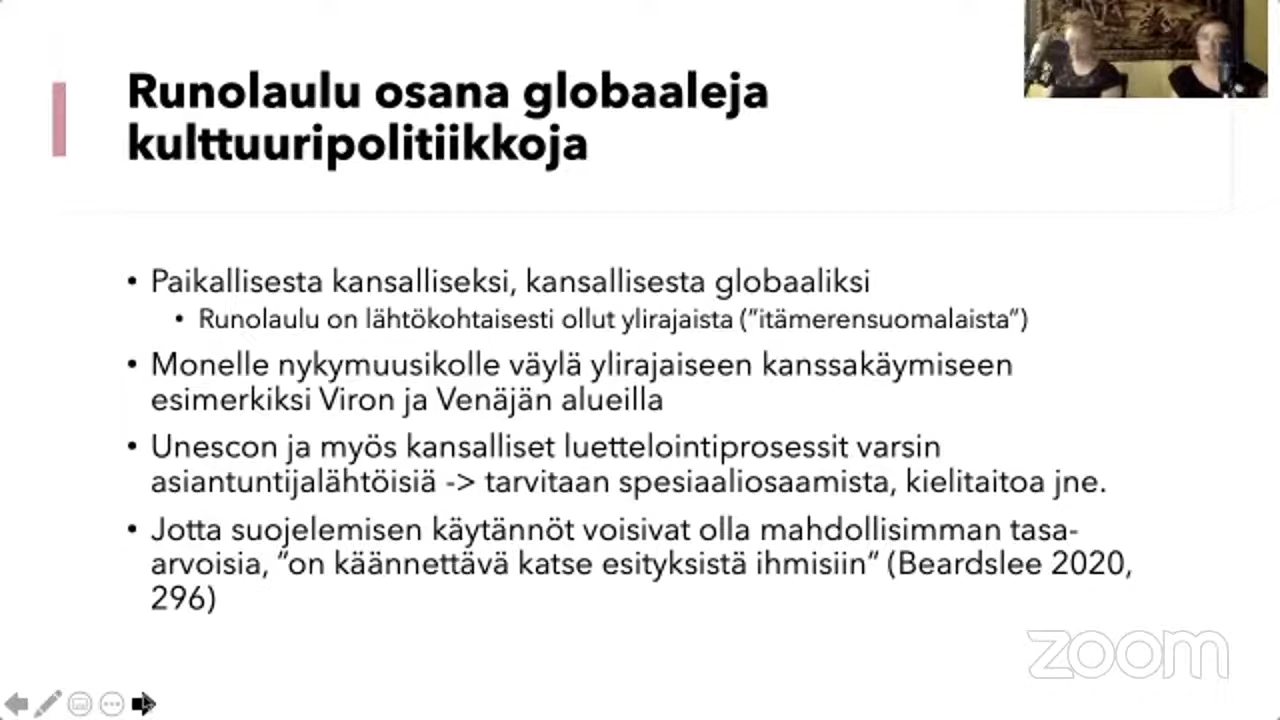 Runolaulu osana globaaleja
kulttuuripolitiikkoja
• Paikallisesta kansalliseksi, kansallisesta globaaliksi
• Runolaulu on lähtökohtaisesti ollut ylirajaista (”itämerensuomalaista”)
• Monelle nykymuusikolle väylä ylirajaiseen kanssakäymiseen
esimerkiksi Viron ja Venäjän alueilla
• Unescon ja myös kansalliset luettelointiprosessit varsin
asiantuntijalähtöisiä -> tarvitaan spesiaaliosaamista, kielitaitoa jne.
• Jotta suojelemisen käytännöt voisivat olla mahdollisimman tasa-
arvoisia, ”on käännettävä katse esityksistä ihmisiin” (Beardslee 2020,
296)
zoom